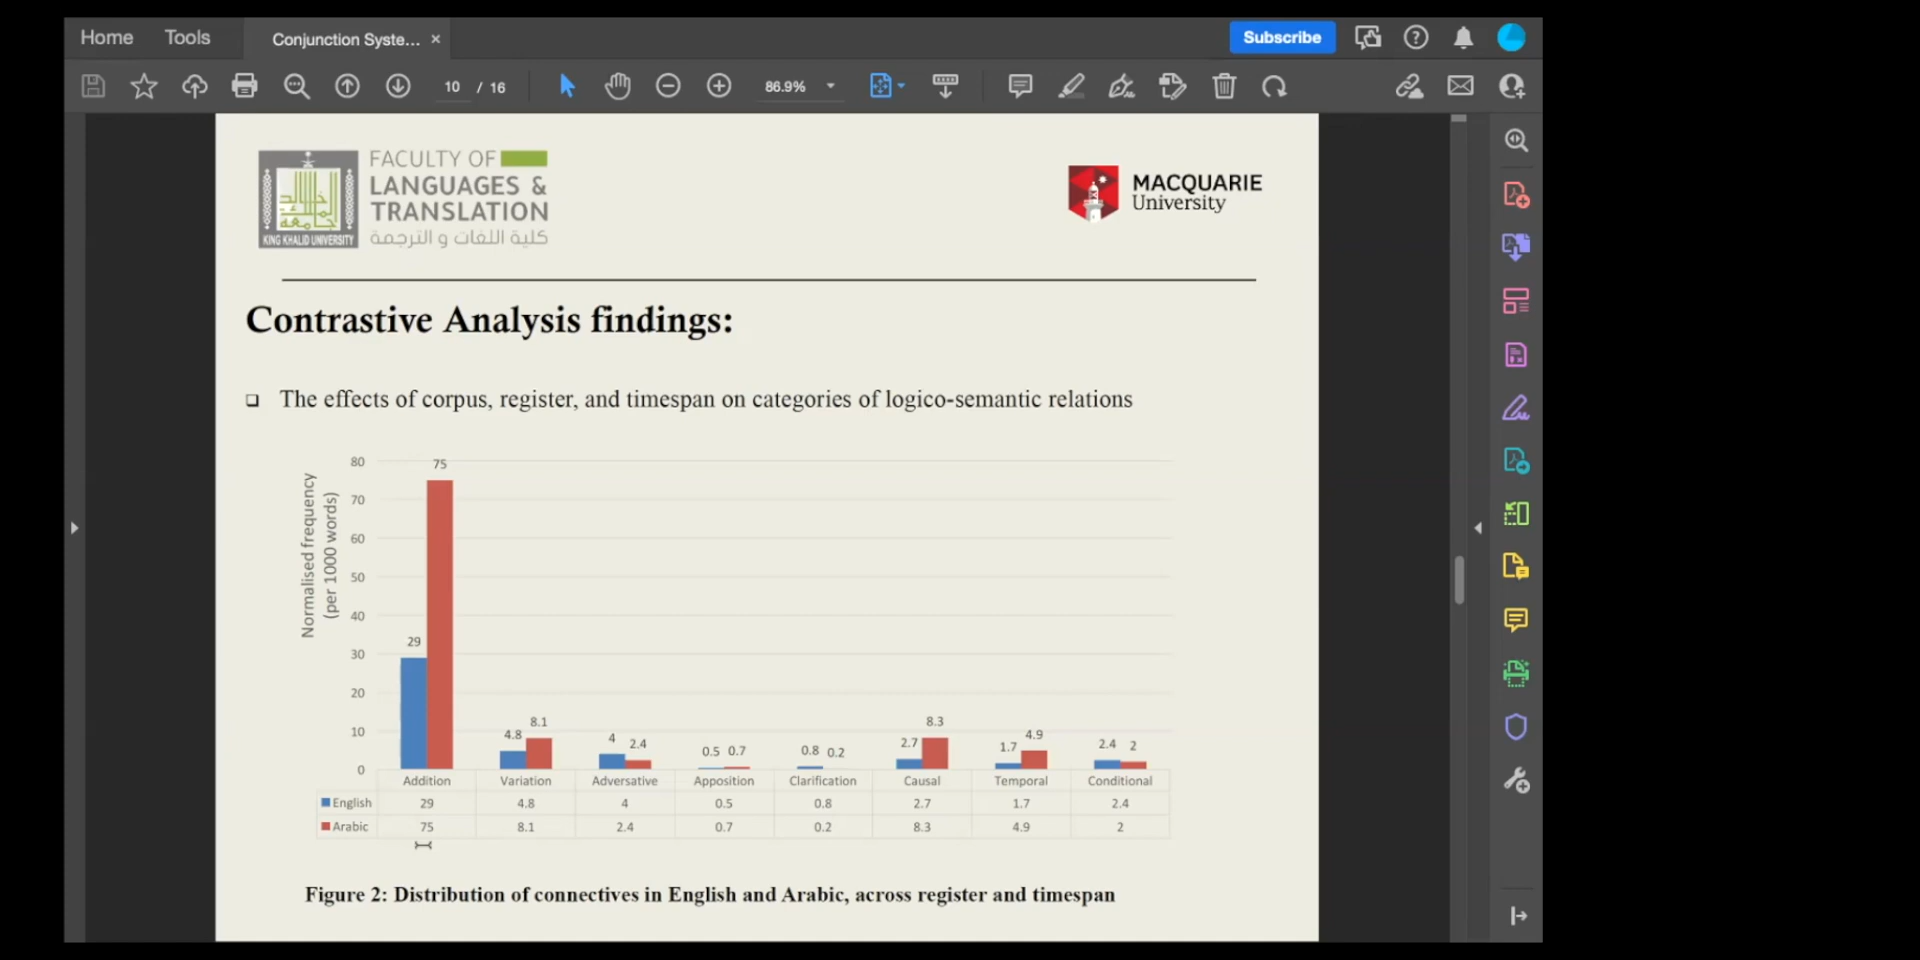 Home Tools Conjunction Syste... × Subscribe
10 / 16 86.9%
FACULTY OF
LANGUAGES &
TRANSLATION
كلية اللغات و الترجمة
جامعة الملك خالد
KING KHALID UNIVERSITY
MACQUARIE
University
Contrastive Analysis findings:
❑ The effects of corpus, register, and timespan on categories of logico-semantic relations
Normalised frequency
(per 1000 words)
80
70
60
50
40
30
20
10
0
29 75 4.8 8.1 4 2.4 0.5 0.7 0.8 0.2 2.7 8.3 1.7 4.9 2.4 2
Addition Variation Adversative Apposition Clarification Causal Temporal Conditional
English 29 4.8 4 0.5 0.8 2.7 1.7 2.4
Arabic 75 8.1 2.4 0.7 0.2 8.3 4.9 2
Figure 2: Distribution of connectives in English and Arabic, across register and timespan